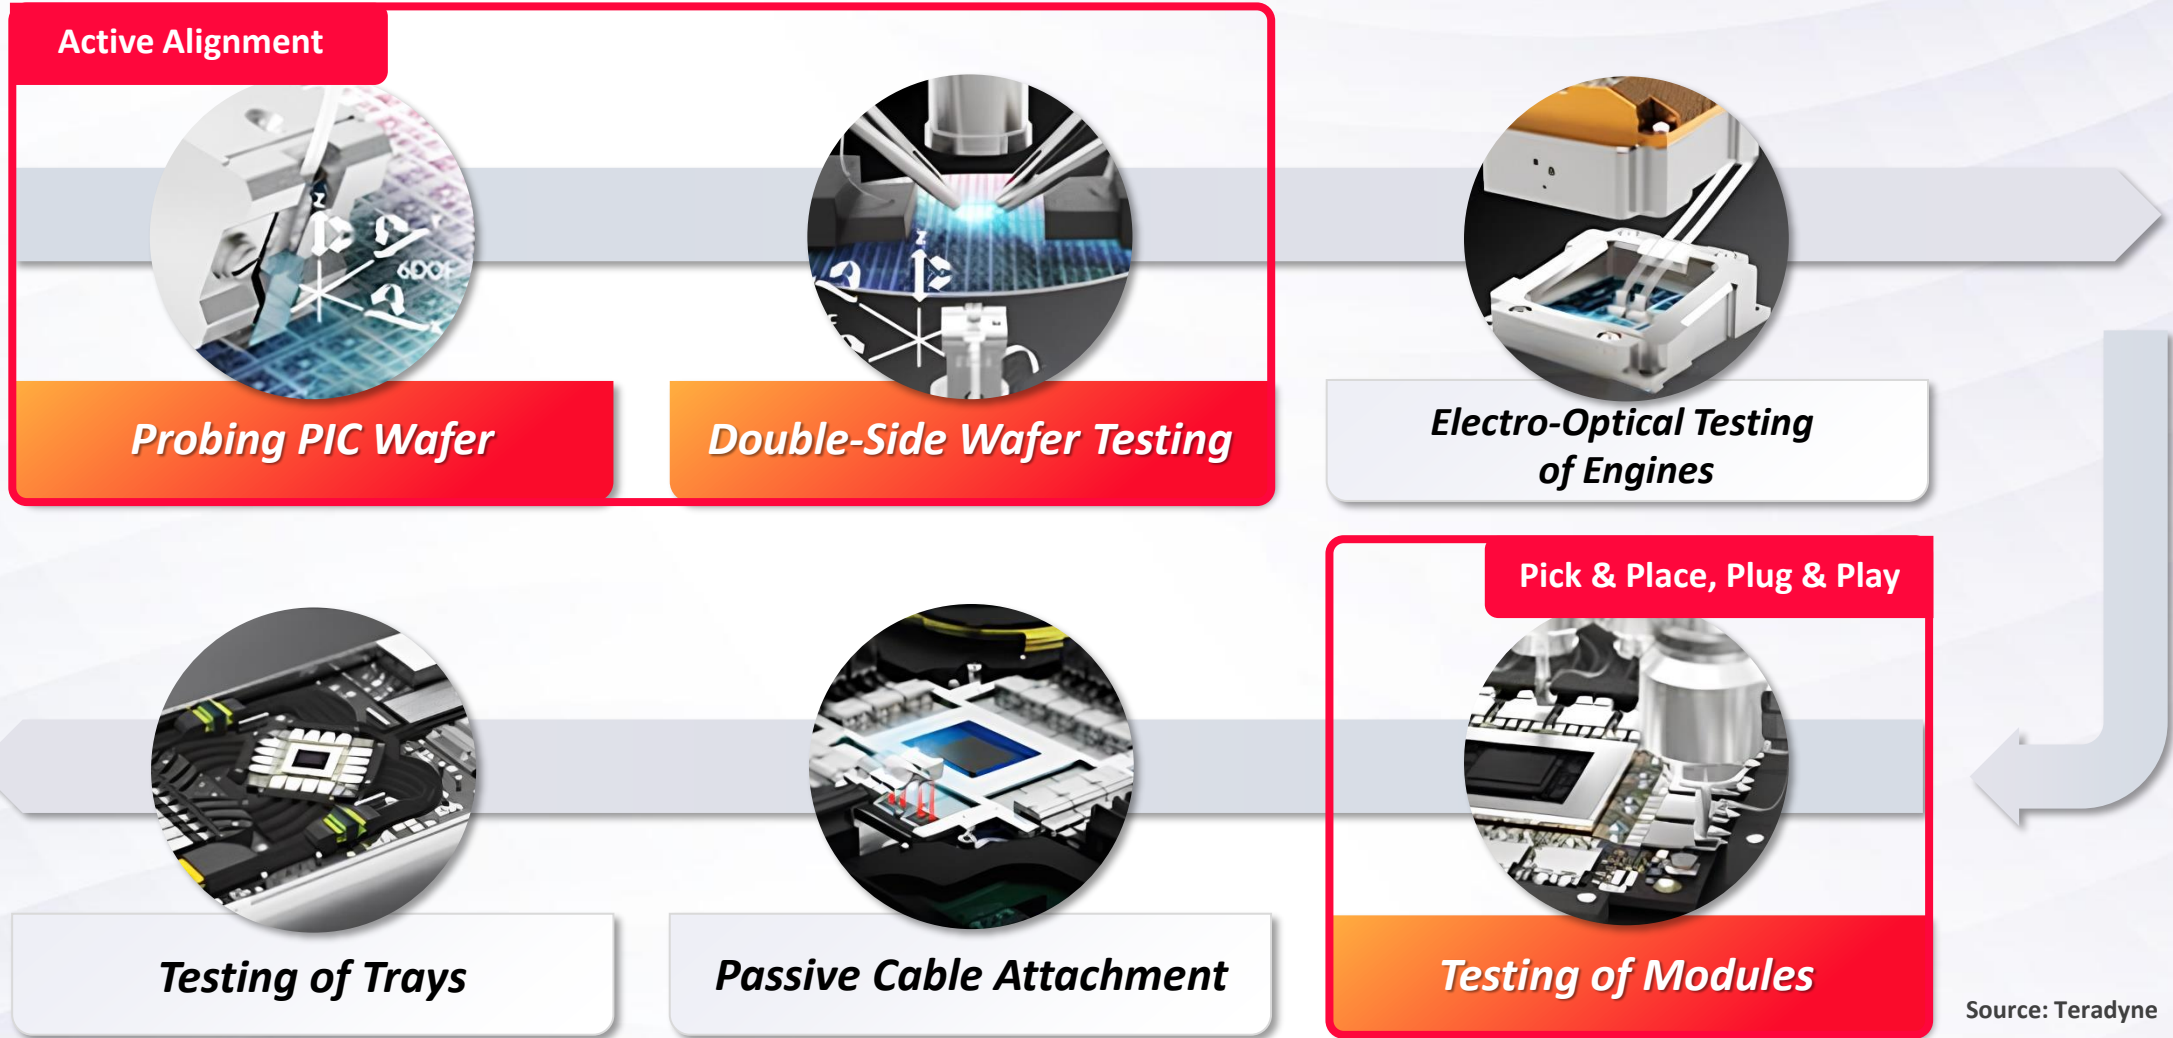 Active Alignment
6DOF
Z
Z
Probing PIC Wafer
Double-Side Wafer Testing
Electro-Optical Testing
of Engines
Pick & Place, Plug & Play
Testing of Trays
Passive Cable Attachment
Testing of Modules
Source: Teradyne